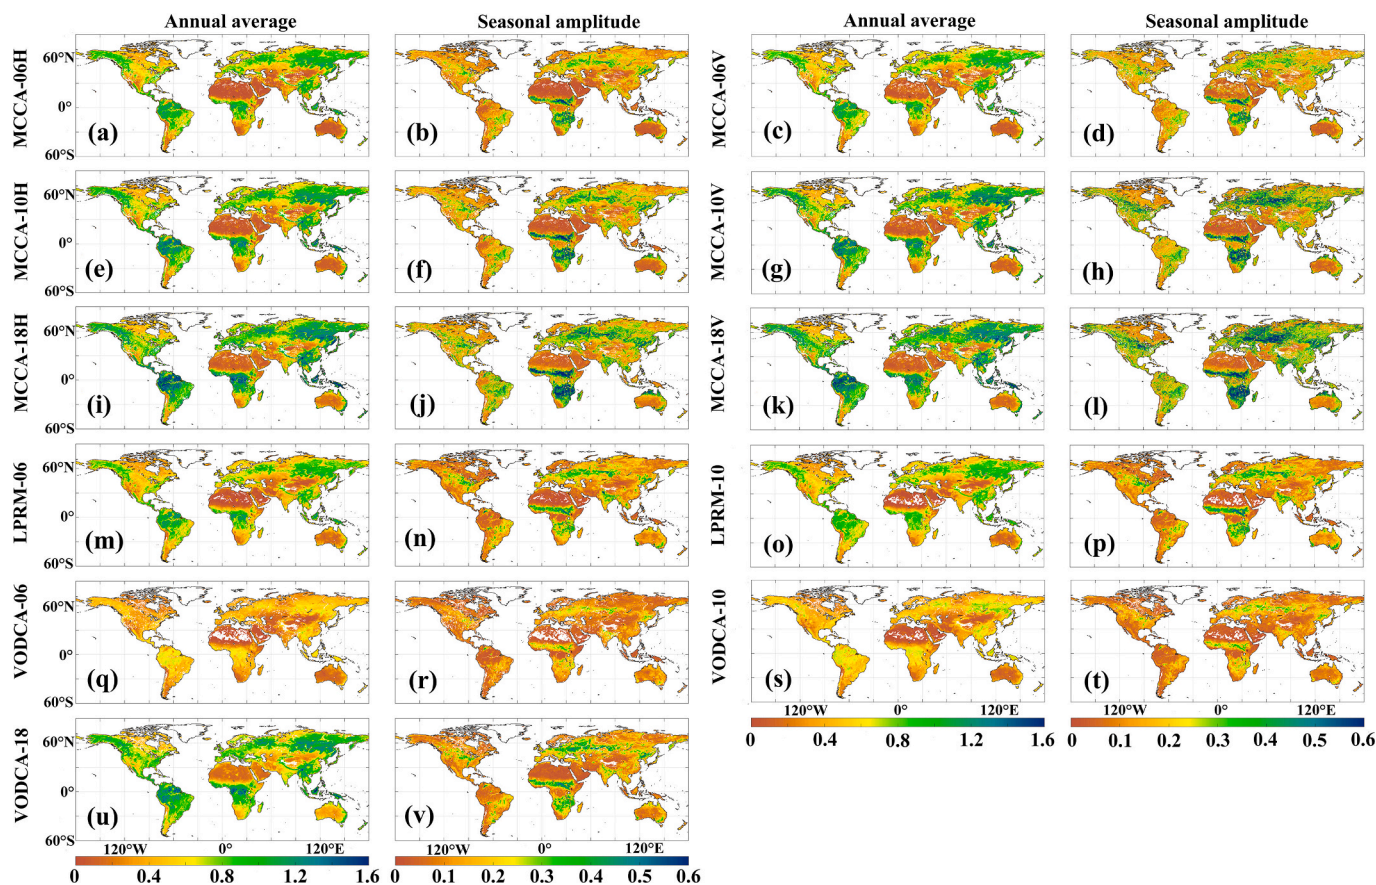 Annual average Seasonal amplitude Annual average Seasonal amplitude
MCCA-06H 60°N 0° 60°S (a) (b) MCCA-06V (c) (d)
MCCA-10H 60°N 0° 60°S (e) (f) MCCA-10V (g) (h)
MCCA-18H 60°N 0° 60°S (i) (j) MCCA-18V (k) (l)
LPRM-06 60°N 0° 60°S (m) (n) LPRM-10 (o) (p)
VODCA-06 60°N 0° 60°S (q) (r) VODCA-10 (s) (t)
120°W 0° 120°E 120°W 0° 120°E
0 0.4 0.8 1.2 1.6 0 0.1 0.2 0.3 0.4 0.5 0.6
VODCA-18 60°N 0° 60°S (u) (v)
120°W 0° 120°E 120°W 0° 120°E
0 0.4 0.8 1.2 1.6 0 0.1 0.2 0.3 0.4 0.5 0.6